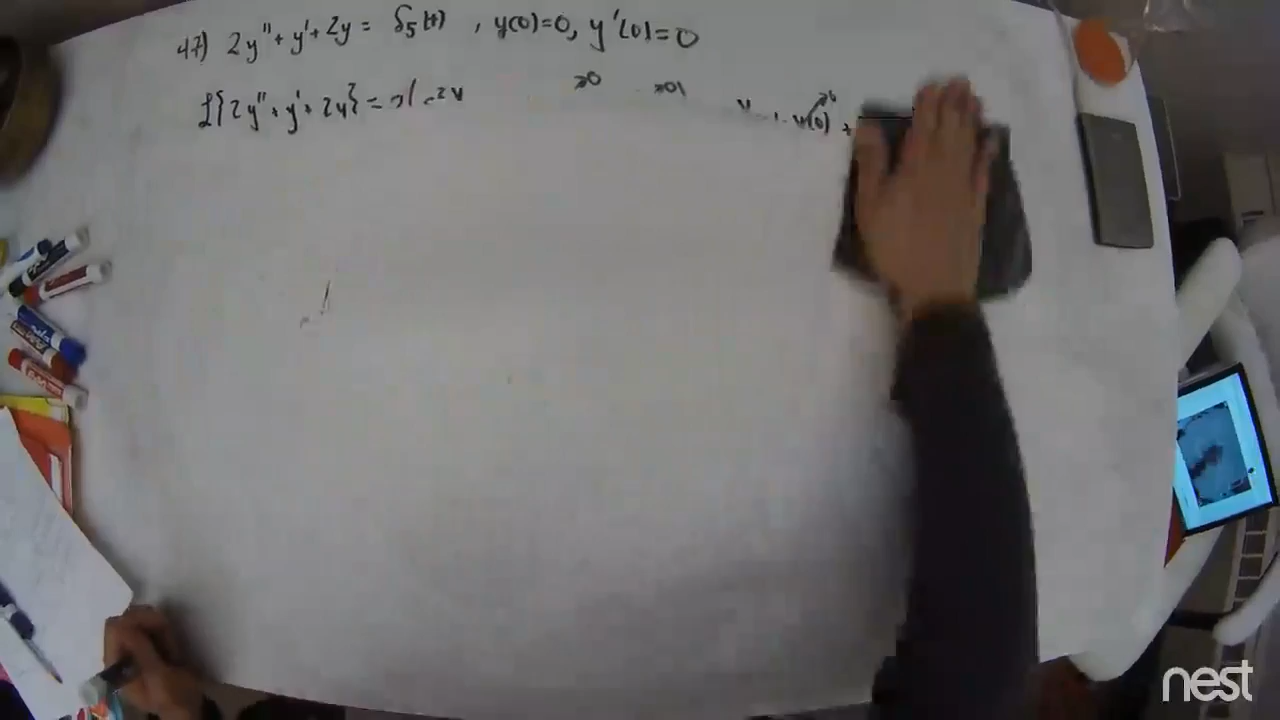 47) 2y'' + y' + 2y = δ₅(t) , y(0)=0, y'(0)=0
ℒ{2y'' + y' + 2y} =
nest